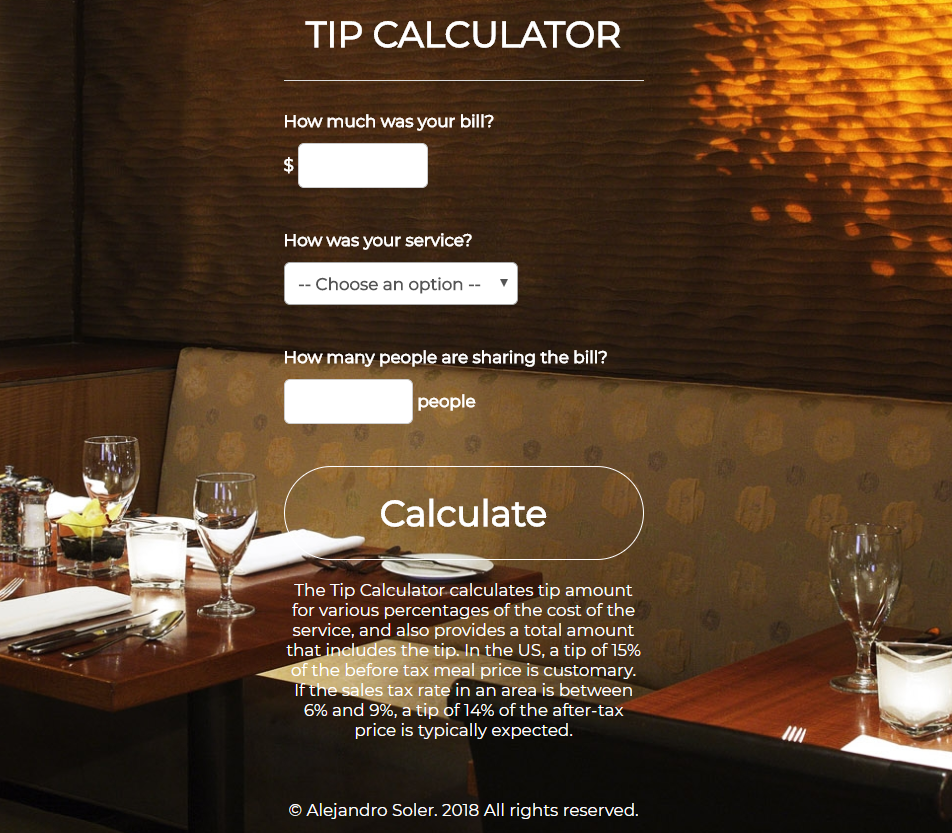 TIP CALCULATOR
How much was your bill?
$
How was your service?
-- Choose an option --
How many people are sharing the bill?
people
Calculate
The Tip Calculator calculates tip amount
for various percentages of the cost of the
service, and also provides a total amount
that includes the tip. In the US, a tip of 15%
of the before tax meal price is customary.
If the sales tax rate in an area is between
6% and 9%, a tip of 14% of the after-tax
price is typically expected.
© Alejandro Soler. 2018 All rights reserved.